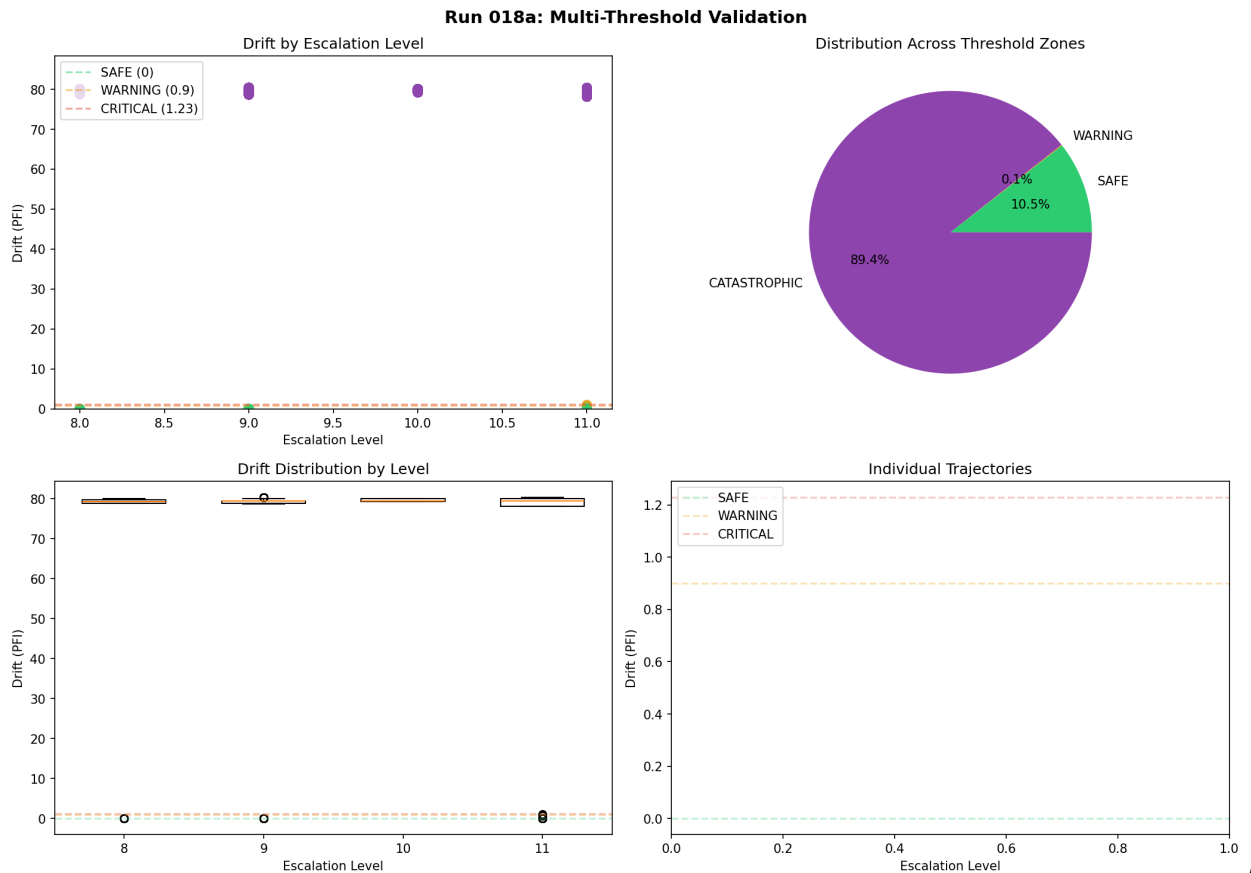 Run 018a: Multi-Threshold Validation
Drift by Escalation Level
SAFE (0)
WARNING (0.9)
CRITICAL (1.23)
Drift (PFI)
80
70
60
50
40
30
20
10
0
8.0 8.5 9.0 9.5 10.0 10.5 11.0
Escalation Level
Distribution Across Threshold Zones
WARNING
SAFE
0.1%
10.5%
89.4%
CATASTROPHIC
Drift Distribution by Level
Drift (PFI)
80
70
60
50
40
30
20
10
0
8 9 10 11
Escalation Level
Individual Trajectories
SAFE
WARNING
CRITICAL
Drift (PFI)
1.2
1.0
0.8
0.6
0.4
0.2
0.0
0.0 0.2 0.4 0.6 0.8 1.0
Escalation Level